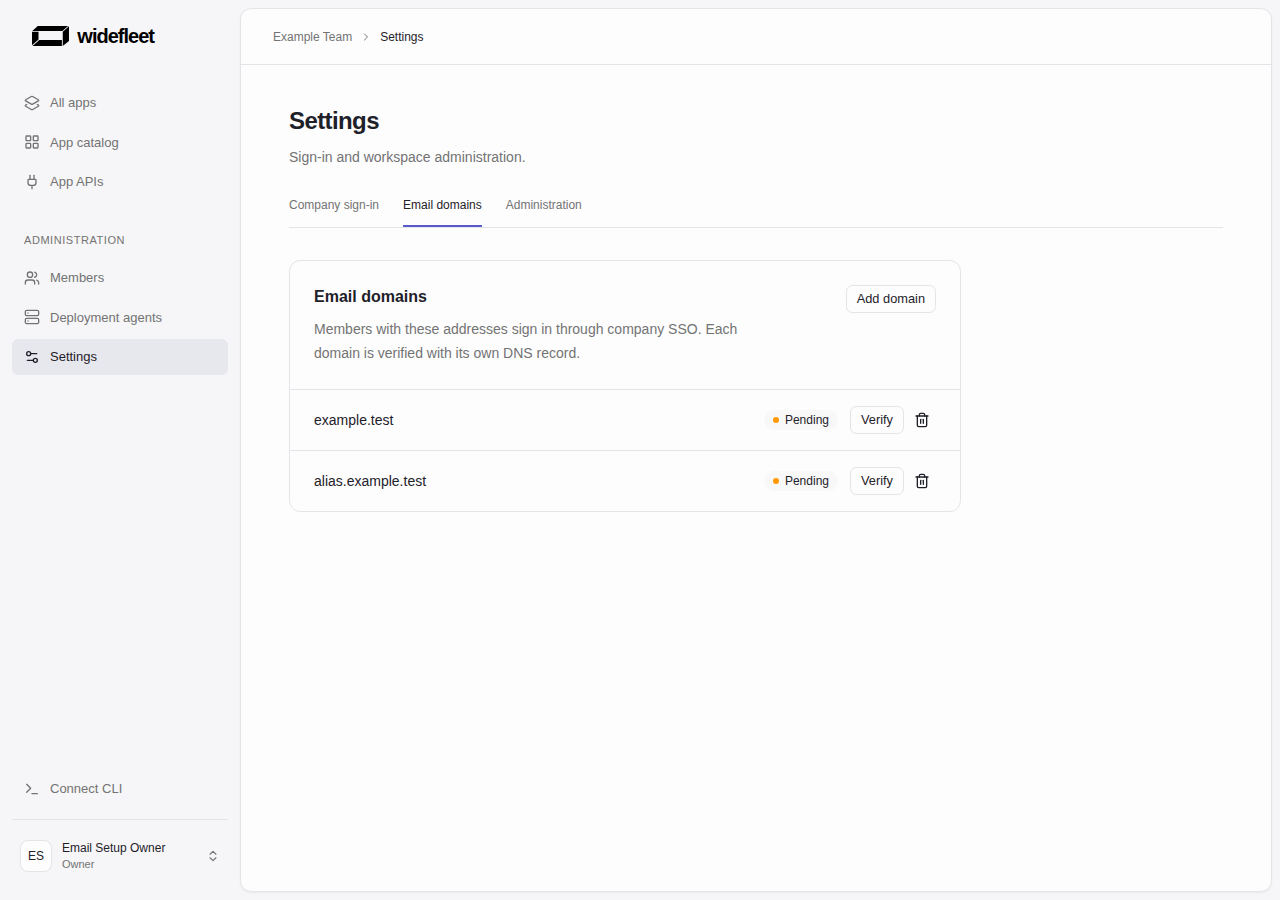 widefleet
Example Team
Settings
All apps
App catalog
App APIs
ADMINISTRATION
Members
Deployment agents
Settings
Connect CLI
ES
Email Setup Owner
Owner
Settings
Sign-in and workspace administration.
Company sign-in
Email domains
Administration
Email domains
Add domain
Members with these addresses sign in through company SSO. Each
domain is verified with its own DNS record.
example.test
Pending
Verify
alias.example.test
Pending
Verify